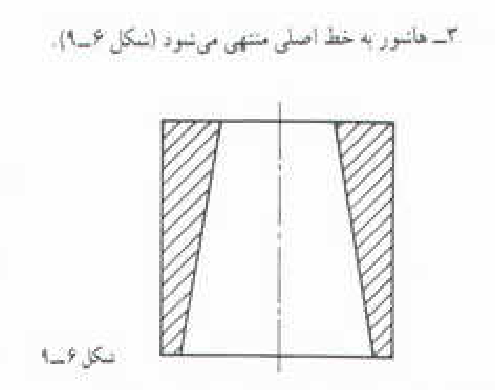 ۳ـ هاشور به خط اصلی منتهی می‌شود (شکل ۶ـ۹).
شکل ۶ـ۹